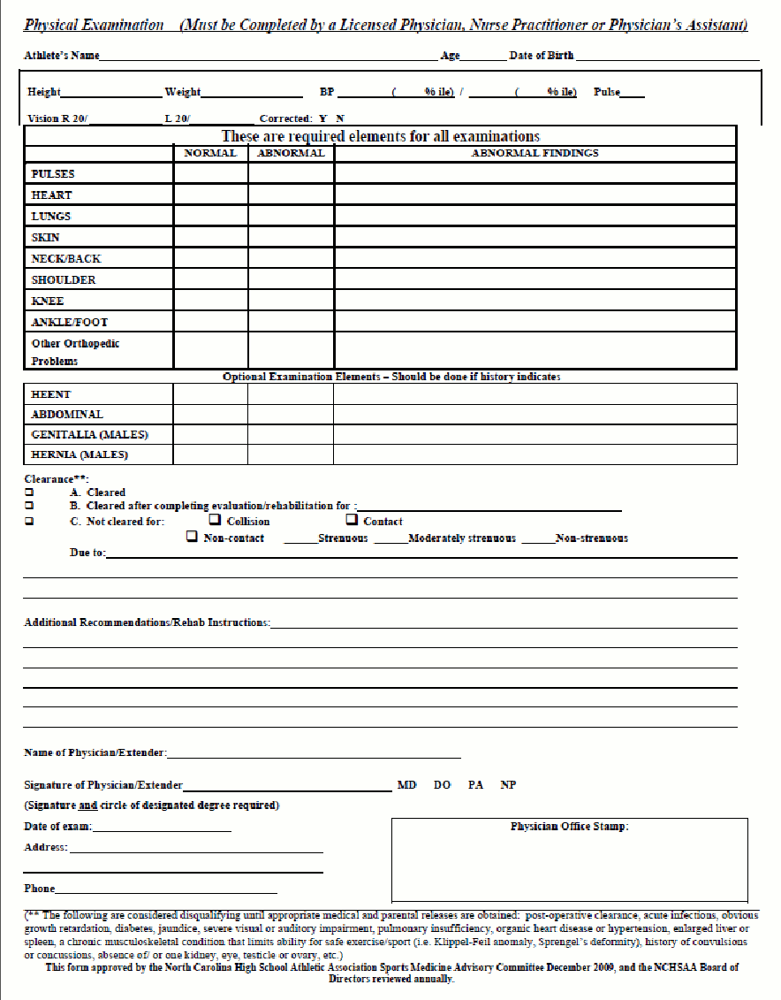 Physical Examination (Must be Completed by a Licensed Physician, Nurse Practitioner or Physician's Assistant)
Athlete's Name Age Date of Birth
Height Weight BP ( % ile) / ( % ile) Pulse
Vision R 20/ L 20/ Corrected: Y N
These are required elements for all examinations
NORMAL ABNORMAL ABNORMAL FINDINGS
PULSES
HEART
LUNGS
SKIN
NECK/BACK
SHOULDER
KNEE
ANKLE/FOOT
Other Orthopedic
Problems
Optional Examination Elements – Should be done if history indicates
HEENT
ABDOMINAL
GENITALIA (MALES)
HERNIA (MALES)
Clearance**:
❑ A. Cleared
❑ B. Cleared after completing evaluation/rehabilitation for :
❑ C. Not cleared for: ❑ Collision ❑ Contact
❑ Non-contact ______Strenuous ______Moderately strenuous ______Non-strenuous
Due to:
Additional Recommendations/Rehab Instructions:
Name of Physician/Extender:
Signature of Physician/Extender MD DO PA NP
(Signature and circle of designated degree required)
Date of exam:
Physician Office Stamp:
Address:
Phone
(** The following are considered disqualifying until appropriate medical and parental releases are obtained: post-operative clearance, acute infections, obvious
growth retardation, diabetes, jaundice, severe visual or auditory impairment, pulmonary insufficiency, organic heart disease or hypertension, enlarged liver or
spleen, a chronic musculoskeletal condition that limits ability for safe exercise/sport (i.e. Klippel-Feil anomaly, Sprengel's deformity), history of convulsions
or concussions, absence of/ or one kidney, eye, testicle or ovary, etc.)
This form approved by the North Carolina High School Athletic Association Sports Medicine Advisory Committee December 2009, and the NCHSAA Board of
Directors reviewed annually.